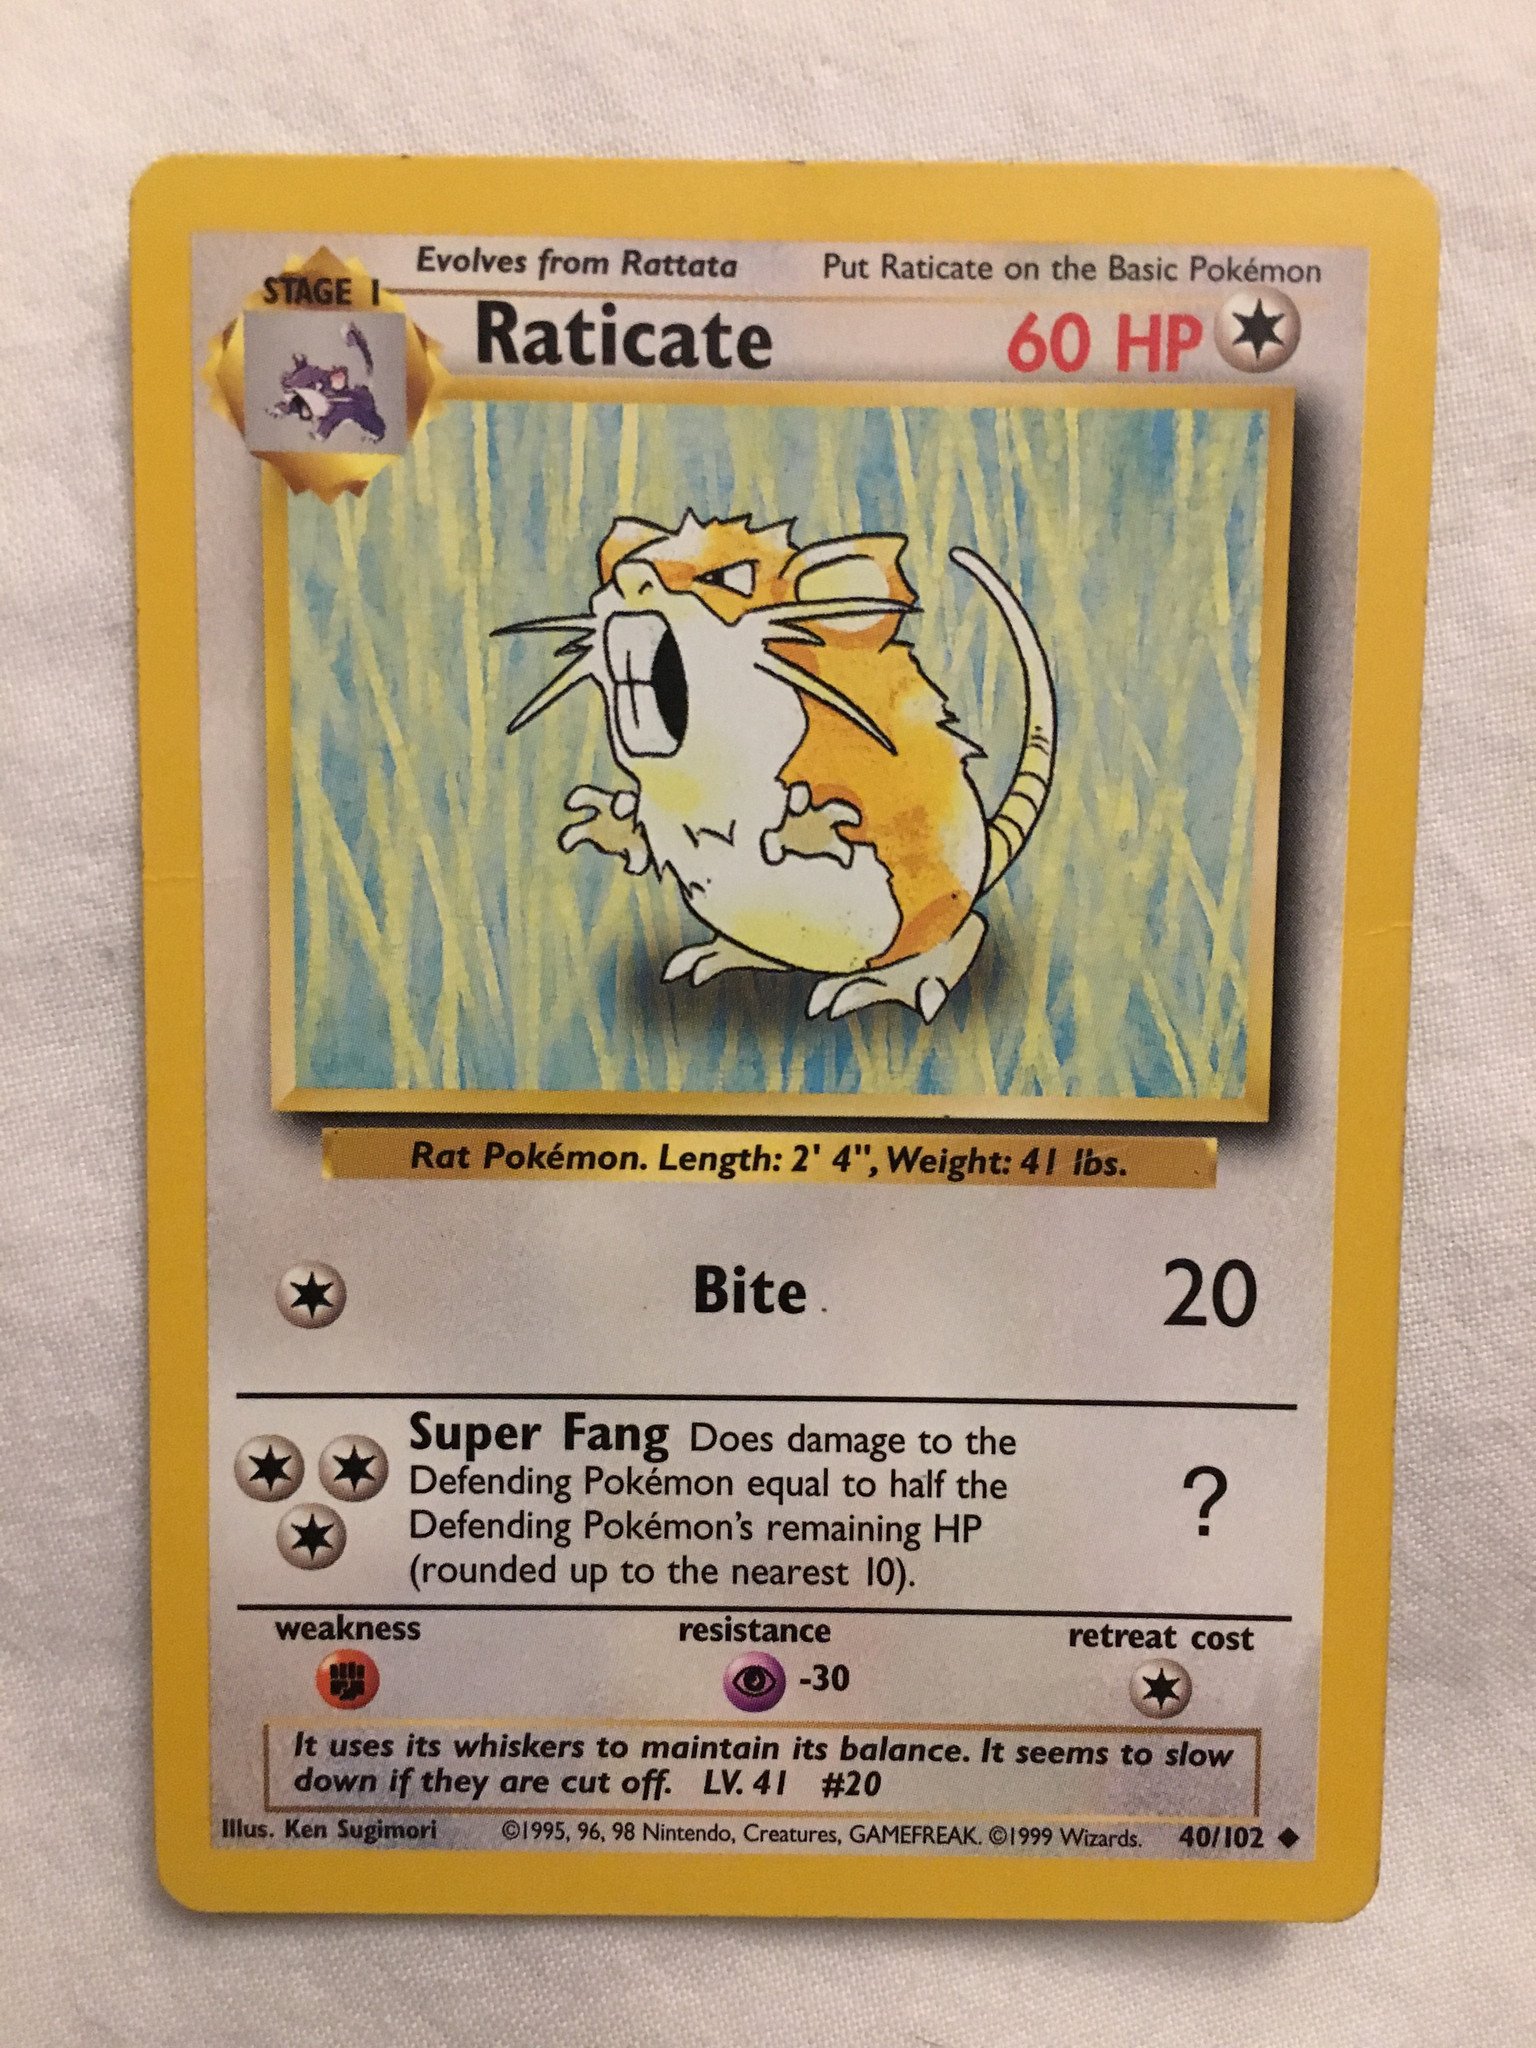 Evolves from Rattata Put Raticate on the Basic Pokémon
STAGE 1
Raticate 60 HP
Rat Pokémon. Length: 2' 4", Weight: 41 lbs.
Bite 20
Super Fang Does damage to the
Defending Pokémon equal to half the
Defending Pokémon's remaining HP
(rounded up to the nearest 10).
?
weakness resistance retreat cost
-30
It uses its whiskers to maintain its balance. It seems to slow
down if they are cut off. LV. 41 #20
Illus. Ken Sugimori ©1995, 96, 98 Nintendo, Creatures, GAMEFREAK. ©1999 Wizards. 40/102